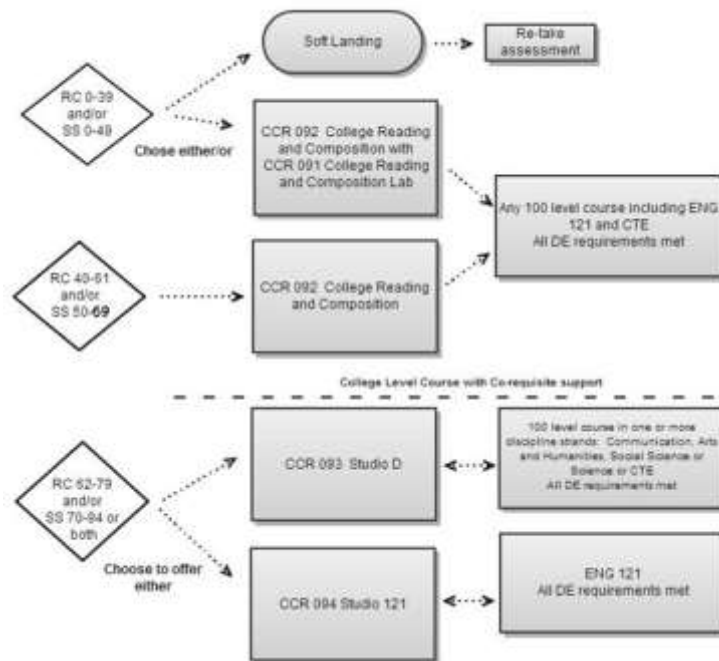 Soft Landing
Re-take
assessment
RC 0-39
and/or
SS 0-49
Chose either/or
CCR 092 College Reading
and Composition with
CCR 091 College Reading
and Composition Lab
Any 100 level course including ENG
121 and CTE
All DE requirements met
RC 40-61
and/or
SS 50-69
CCR 092 College Reading
and Composition
College Level Course with Co-requisite support
RC 62-79
and/or
SS 70-94 or
both
CCR 093 Studio D
100 level course in one or more
discipline strands: Communication, Arts
and Humanities, Social Science or
Science or CTE
All DE requirements met
Choose to offer
either
CCR 094 Studio 121
ENG 121
All DE requirements met